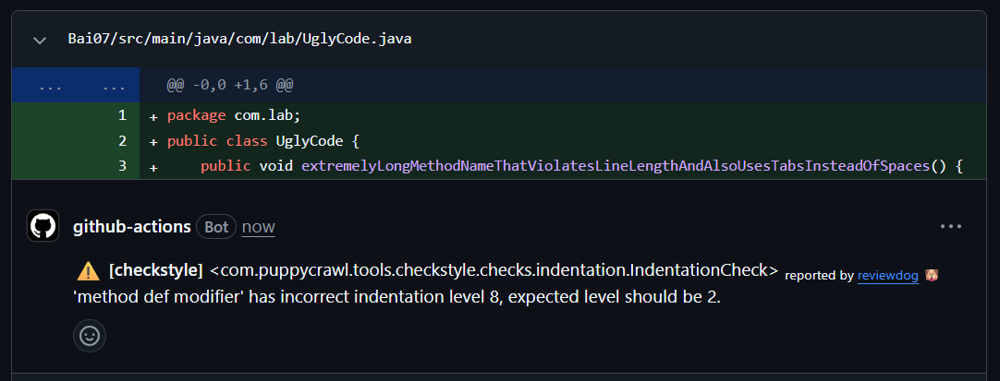 Bai07/src/main/java/com/lab/UglyCode.java
... ... @@ -0,0 +1,6 @@
1 + package com.lab;
2 + public class UglyCode {
3 + public void extremelyLongMethodNameThatViolatesLineLengthAndAlsoUsesTabsInsteadOfSpaces() {
github-actions Bot now ...
[checkstyle] <com.puppycrawl.tools.checkstyle.checks.indentation.IndentationCheck> reported by reviewdog
'method def modifier' has incorrect indentation level 8, expected level should be 2.